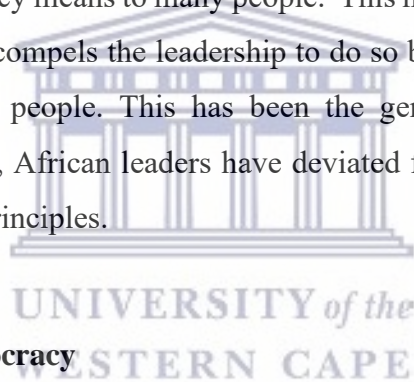 cy means to many people. This
compels the leadership to do so b
people. This has been the gen
, African leaders have deviated
rinciples.
UNIVERSITY of the
cracy
WESTERN CAPE